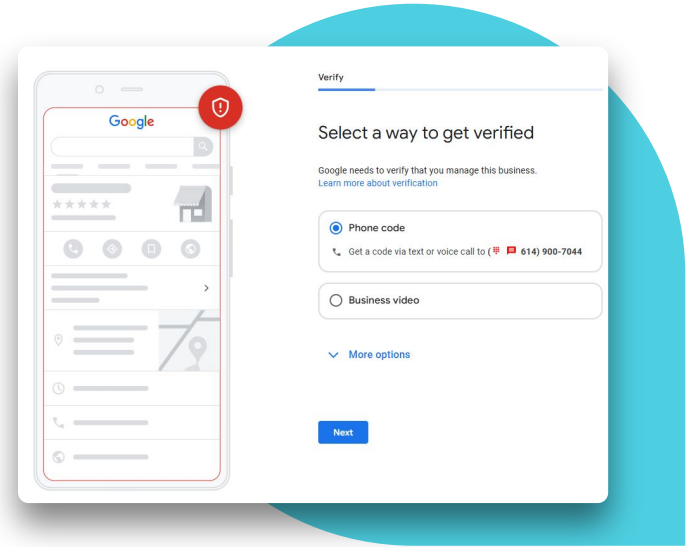 Google
Verify
Select a way to get verified
Google needs to verify that you manage this business.
Learn more about verification
Phone code
Get a code via text or voice call to ( 614) 900-7044
Business video
More options
Next